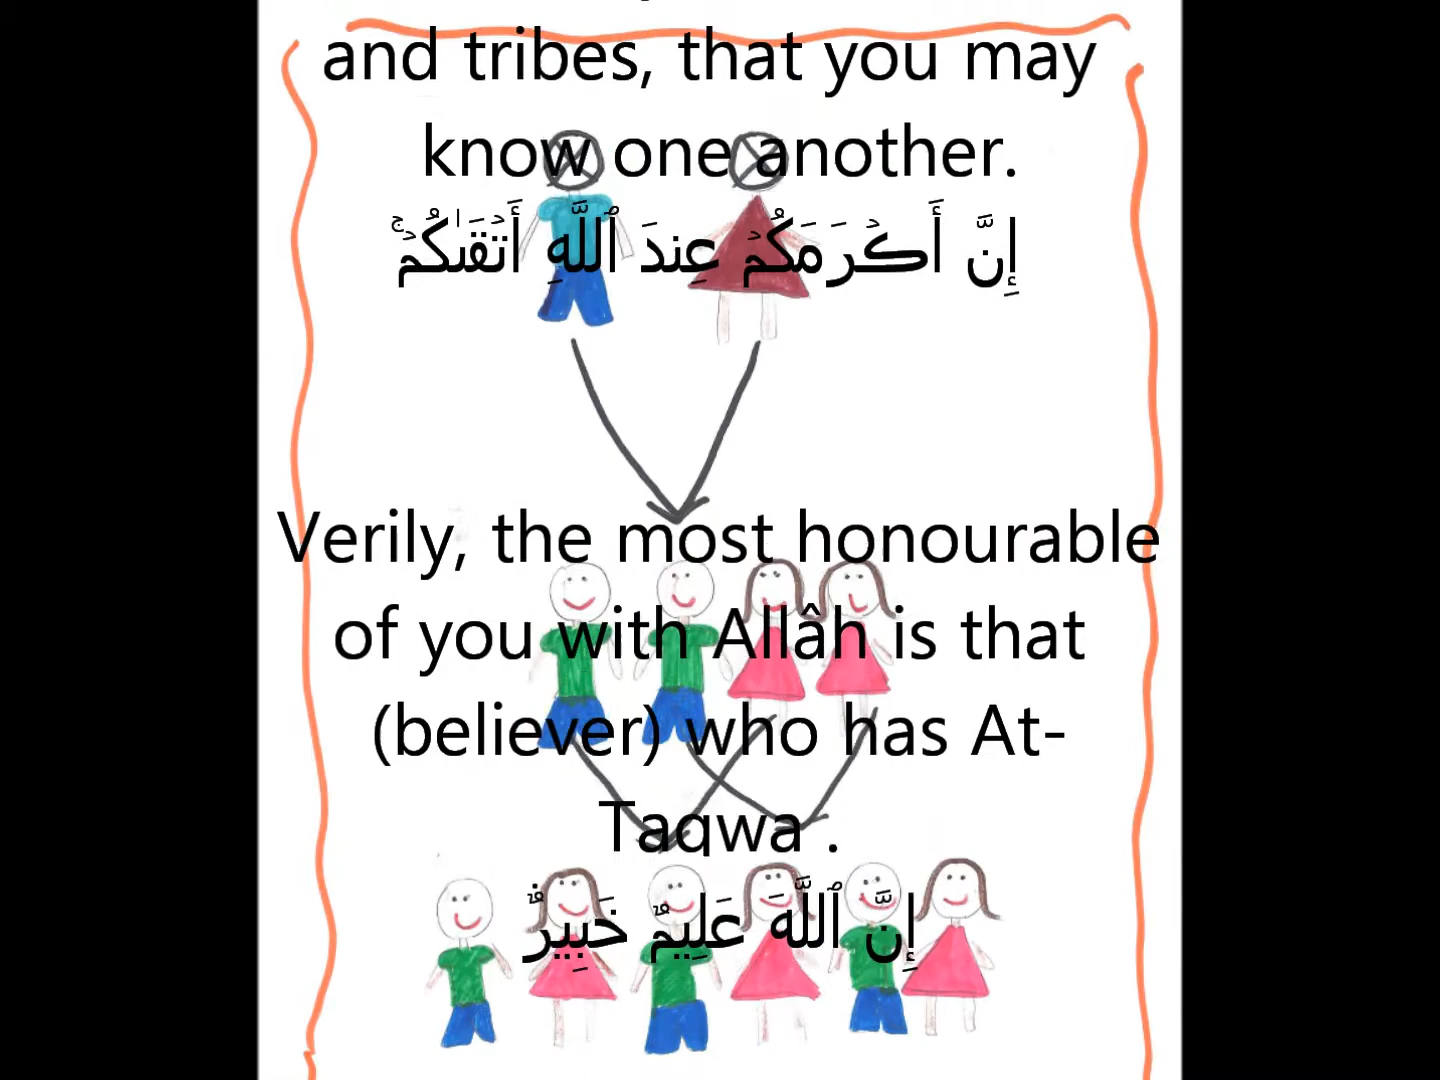 and tribes, that you may
know one another.
إِنَّ أَكۡرَمَكُمۡ عِندَ ٱللَّهِ أَتۡقَىٰكُمۡۚ
Verily, the most honourable
of you with Allâh is that
(believer) who has At-
Taqwa .
إِنَّ ٱللَّهَ عَلِيمٌ خَبِيرٌ